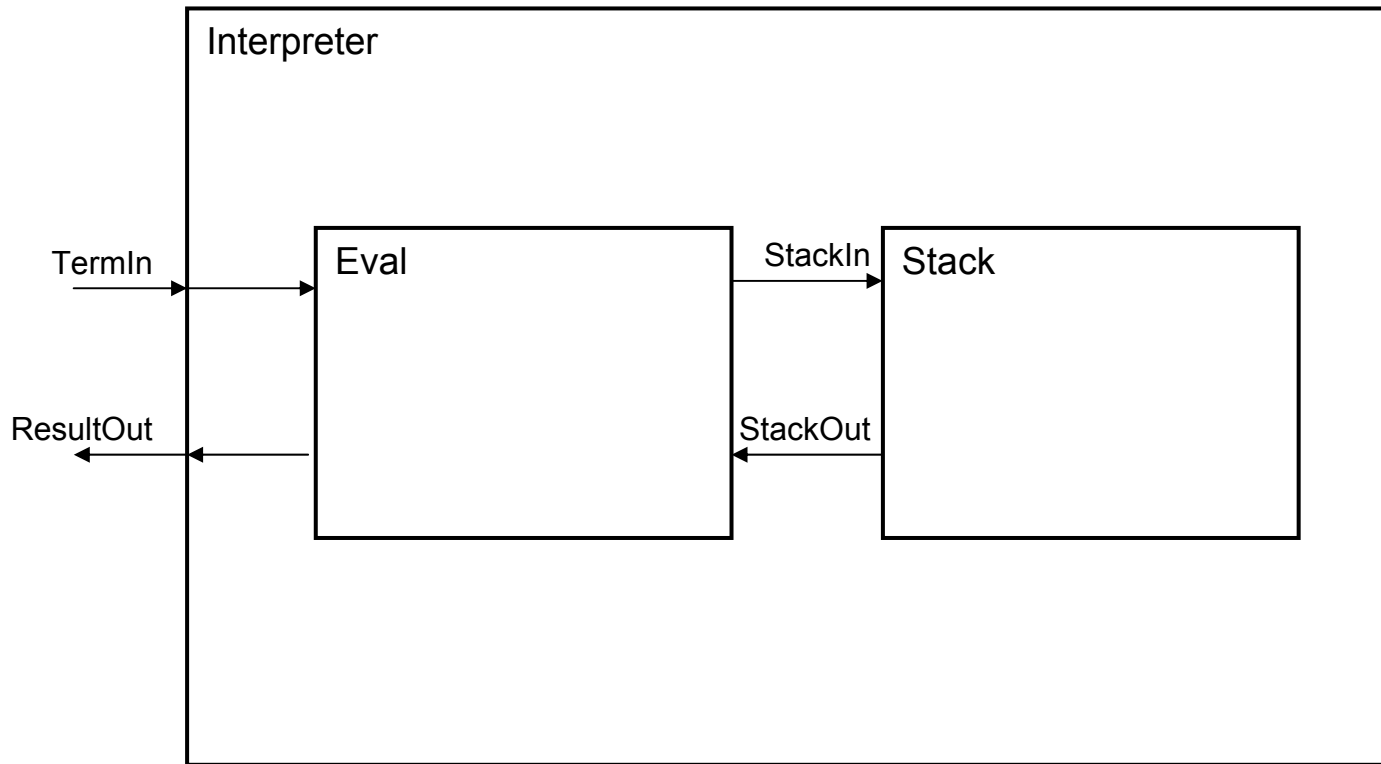 Interpreter
TermIn
Eval
StackIn
Stack
ResultOut
StackOut